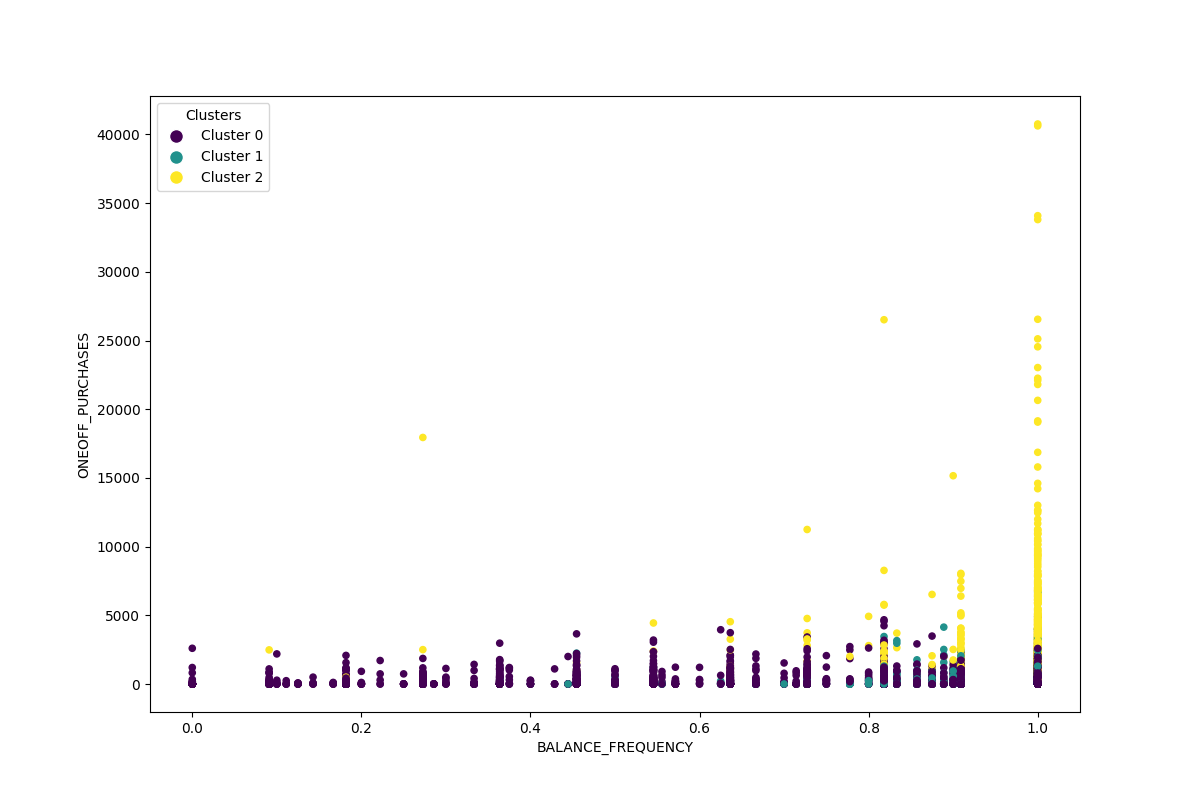 Clusters
Cluster 0
Cluster 1
Cluster 2
40000
35000
30000
25000
20000
15000
10000
5000
0
ONEOFF_PURCHASES
0.0 0.2 0.4 0.6 0.8 1.0
BALANCE_FREQUENCY